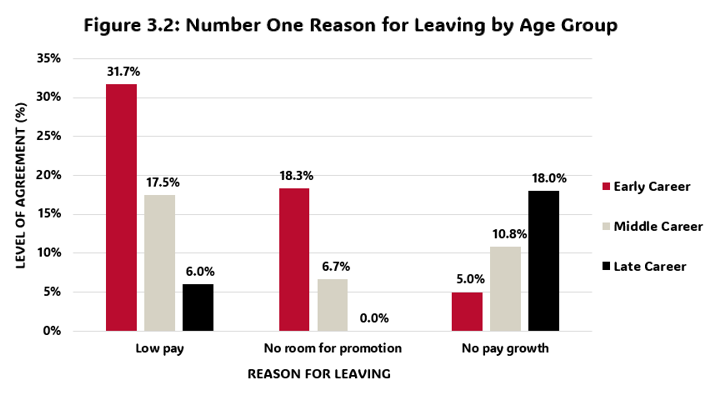 Figure 3.2: Number One Reason for Leaving by Age Group
35%
30%
25%
20%
15%
10%
5%
0%
LEVEL OF AGREEMENT (%)
31.7%
17.5%
6.0%
18.3%
6.7%
0.0%
5.0%
10.8%
18.0%
Low pay
No room for promotion
No pay growth
REASON FOR LEAVING
Early Career
Middle Career
Late Career